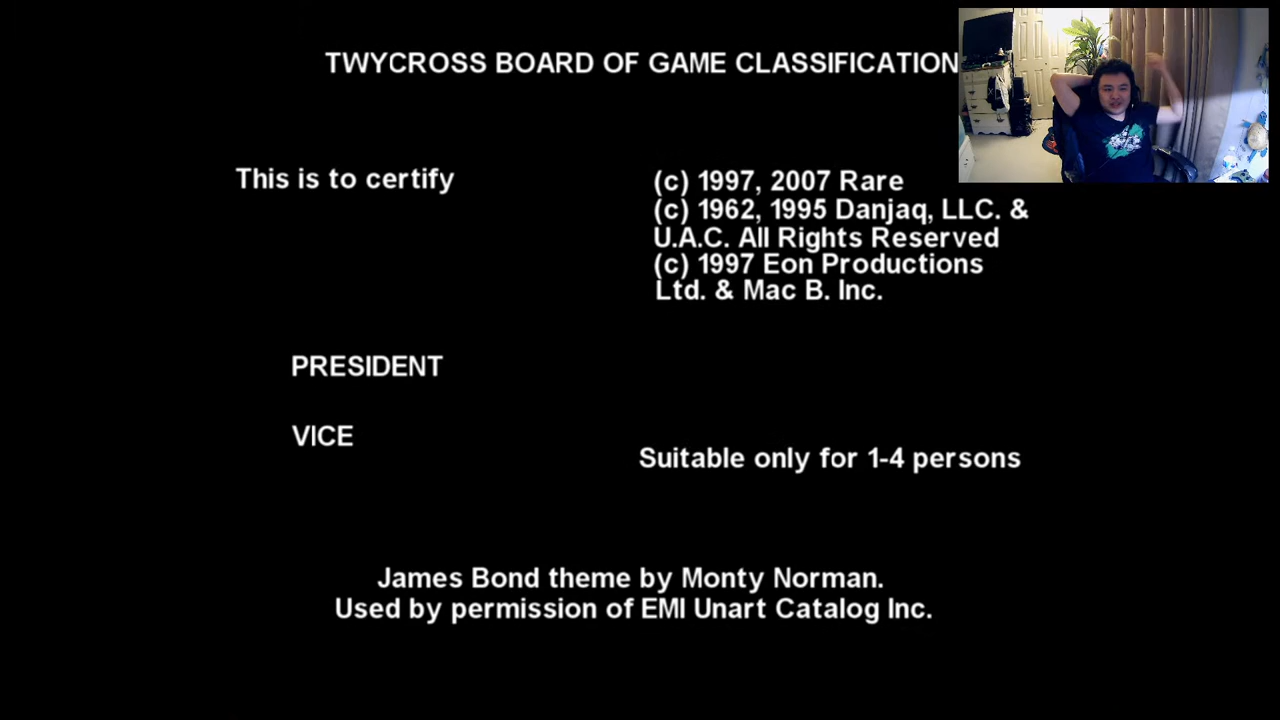 TWYCROSS BOARD OF GAME CLASSIFICATION
This is to certify
(c) 1997, 2007 Rare
(c) 1962, 1995 Danjaq, LLC. &
U.A.C. All Rights Reserved
(c) 1997 Eon Productions
Ltd. & Mac B. Inc.
PRESIDENT
VICE
Suitable only for 1-4 persons
James Bond theme by Monty Norman.
Used by permission of EMI Unart Catalog Inc.